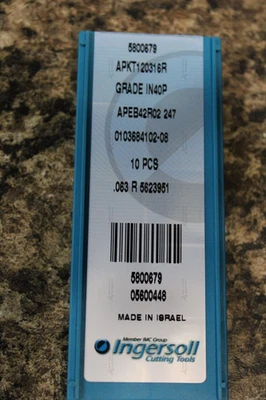 5800679
APKT120316R
GRADE IN40P
APEB42R02 247
0103684102-08
10 PCS
.063 R 5623951
5800679
05600448
MADE IN ISRAEL
Member IMC Group
Ingersoll
Cutting Tools